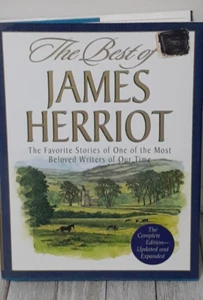 The Best of
JAMES
HERRIOT
The Favorite Stories of One of the Most
Beloved Writers of Our Time
The
Complete
Edition—
Updated and
Expanded